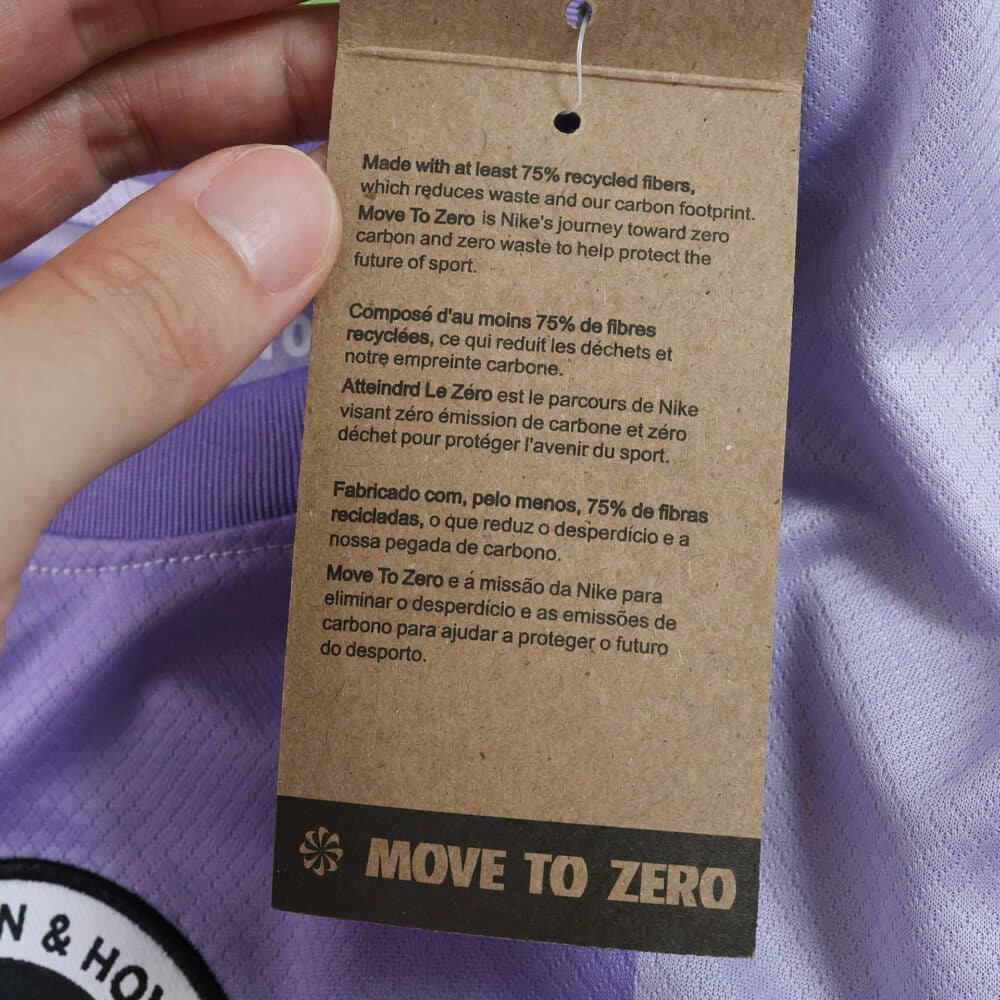 Made with at least 75% recycled fibers,
which reduces waste and our carbon footprint.
Move To Zero is Nike's journey toward zero
carbon and zero waste to help protect the
future of sport.
Composé d'au moins 75% de fibres
recyclées, ce qui reduit les déchets et
notre empreinte carbone.
Atteindrd Le Zéro est le parcours de Nike
visant zéro émission de carbone et zéro
déchet pour protéger l'avenir du sport.
Fabricado com, pelo menos, 75% de fibras
recicladas, o que reduz o desperdício e a
nossa pegada de carbono.
Move To Zero e á missão da Nike para
eliminar o desperdício e as emissões de
carbono para ajudar a proteger o futuro
do desporto.
MOVE TO ZERO
N & HO